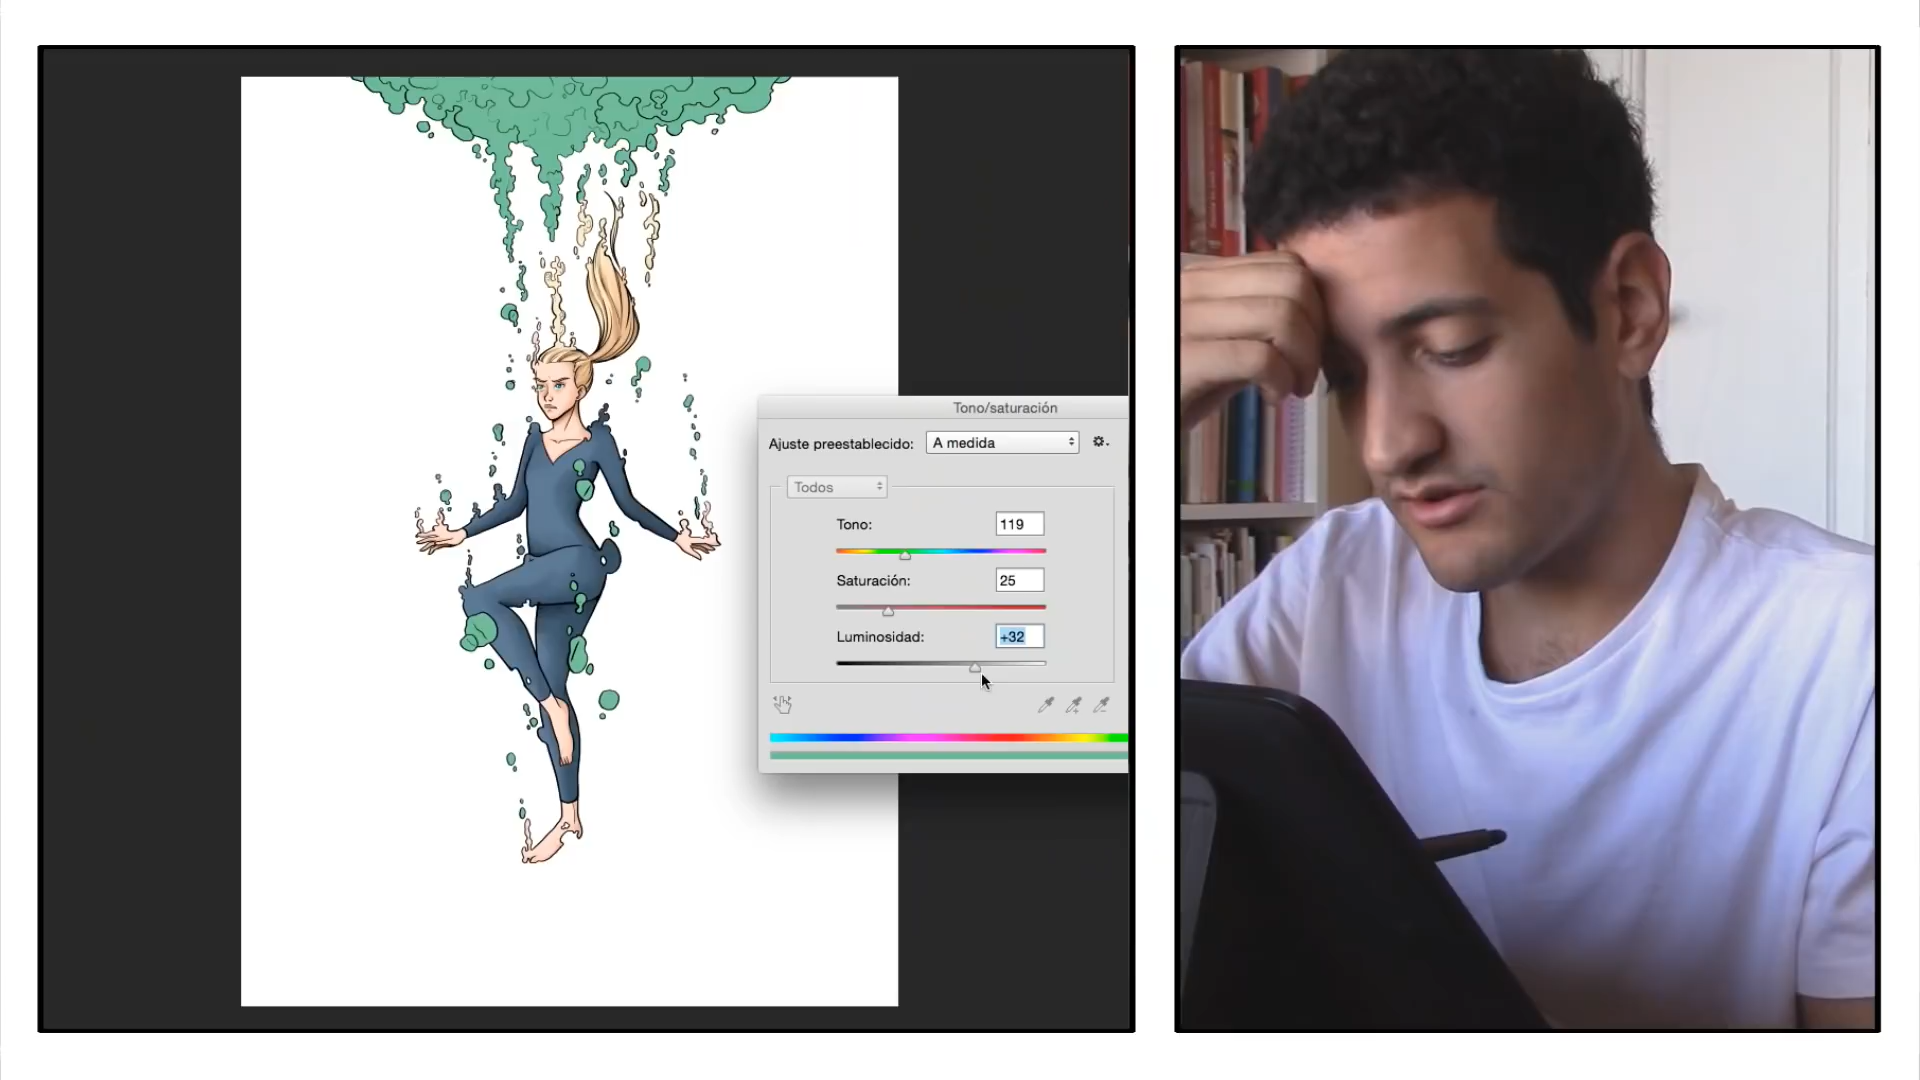 Tono/saturación
Ajuste preestablecido: A medida
Todos
Tono: 119
Saturación: 25
Luminosidad: +32